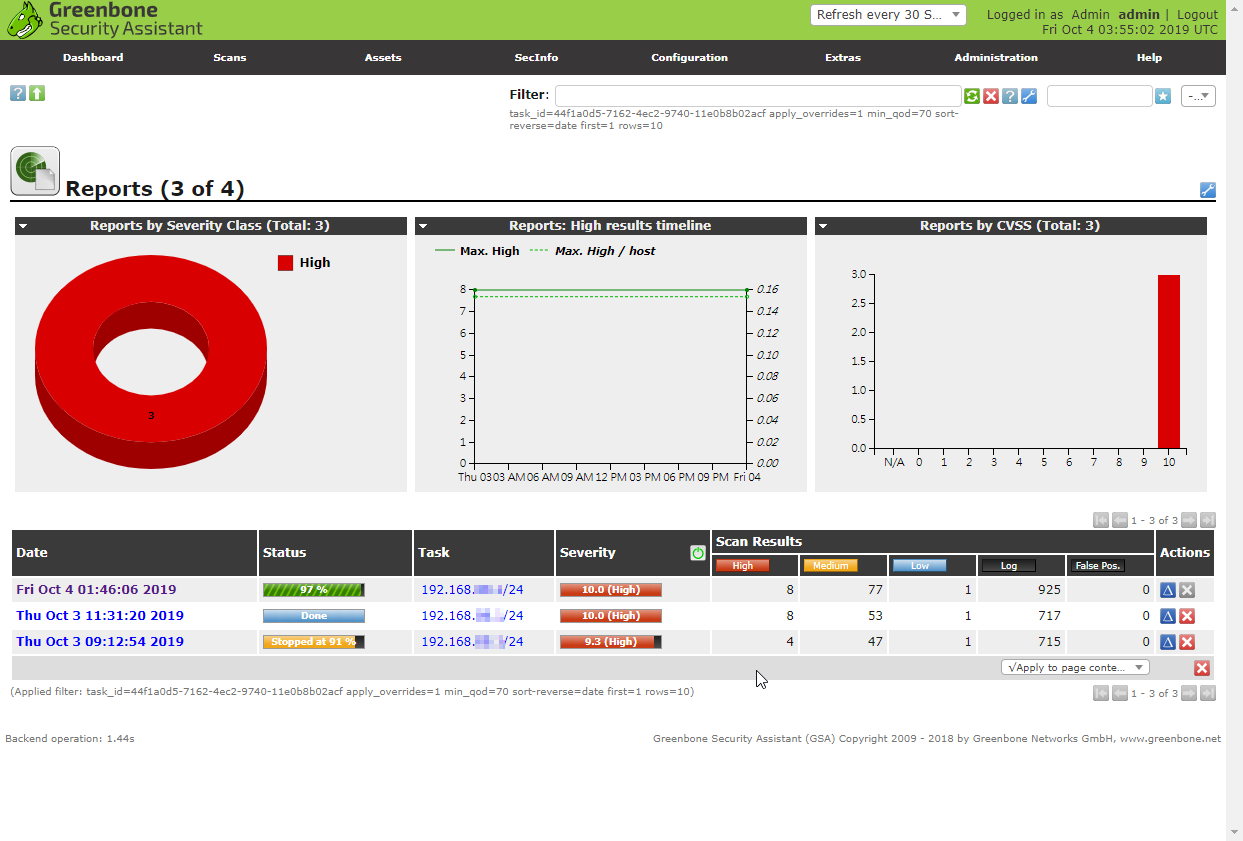 Greenbone
Security Assistant
Refresh every 30 S...
Logged in as Admin admin | Logout
Fri Oct 4 03:55:02 2019 UTC
Dashboard Scans Assets SecInfo Configuration Extras Administration Help
Filter:
-...
task_id=44f1a0d5-7162-4ec2-9740-11e0b8b02acf apply_overrides=1 min_qod=70 sort-
reverse=date first=1 rows=10
Reports (3 of 4)
Reports by Severity Class (Total: 3)
High
3
Reports: High results timeline
Max. High Max. High / host
8 0.16
7 0.14
6 0.12
5 0.10
4 0.08
3 0.06
2 0.04
1 0.02
0 0.00
Thu 03 03 AM 06 AM 09 AM 12 PM 03 PM 06 PM 09 PM Fri 04
Reports by CVSS (Total: 3)
3.0
2.5
2.0
1.5
1.0
0.5
0.0
N/A 0 1 2 3 4 5 6 7 8 9 10
1 - 3 of 3
Date Status Task Severity Scan Results Actions
High Medium Low Log False Pos.
Fri Oct 4 01:46:06 2019 97 % 192.168. /24 10.0 (High) 8 77 1 925 0
Thu Oct 3 11:31:20 2019 Done 192.168. /24 10.0 (High) 8 53 1 717 0
Thu Oct 3 09:12:54 2019 Stopped at 91 % 192.168. /24 9.3 (High) 4 47 1 715 0
√Apply to page conte...
(Applied filter: task_id=44f1a0d5-7162-4ec2-9740-11e0b8b02acf apply_overrides=1 min_qod=70 sort-reverse=date first=1 rows=10)
1 - 3 of 3
Backend operation: 1.44s
Greenbone Security Assistant (GSA) Copyright 2009 - 2018 by Greenbone Networks GmbH, www.greenbone.net